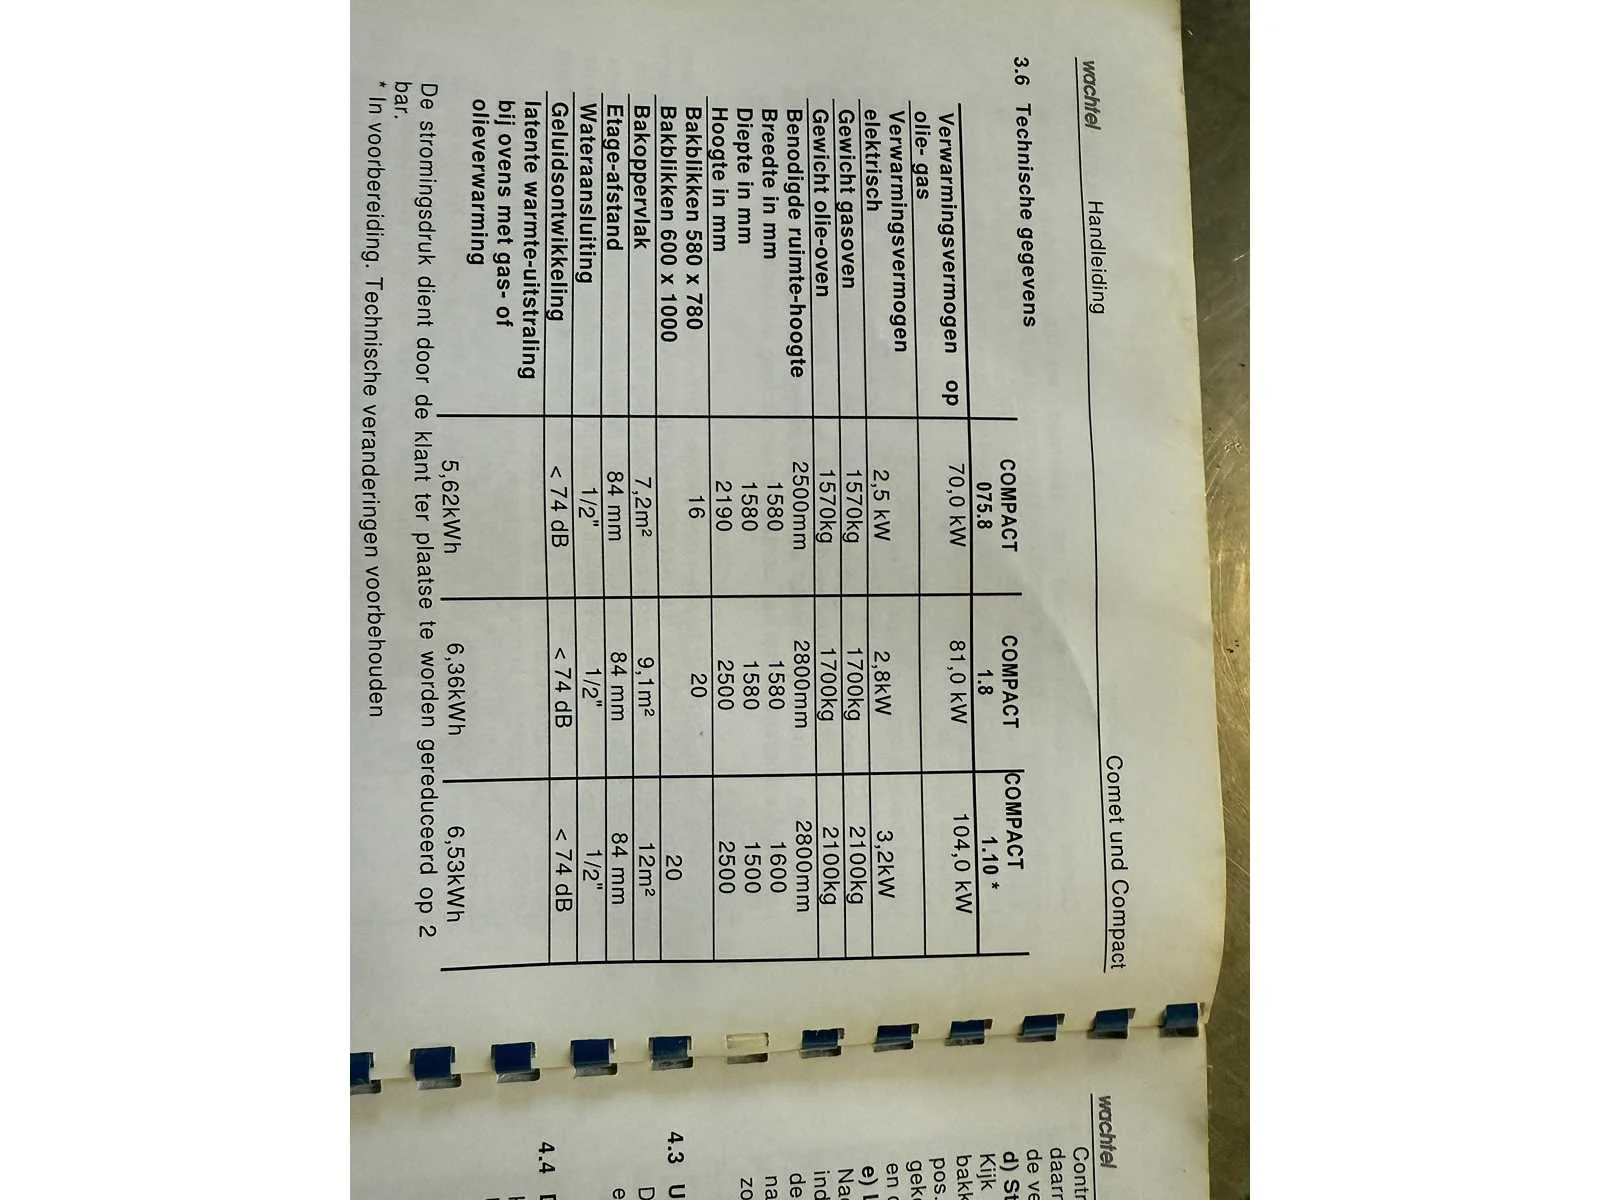 wachtel Handleiding Comet und Compact
3.6 Technische gegevens
COMPACT COMPACT COMPACT
075.8 1.8 1.10 *
Verwarmingsvermogen op 70,0 kW 81,0 kW 104,0 kW
olie- gas
Verwarmingsvermogen
elektrisch 2,5 kW 2,8kW 3,2kW
Gewicht gasoven 1570kg 1700kg 2100kg
Gewicht olie-oven 1570kg 1700kg 2100kg
Benodigde ruimte-hoogte 2500mm 2800mm 2800mm
Breedte in mm 1580 1580 1600
Diepte in mm 1580 1580 1500
Hoogte in mm 2190 2500 2500
Bakblikken 580 x 780 16 20
Bakblikken 600 x 1000 20
Bakoppervlak 7,2m² 9,1m² 12m²
Etage-afstand 84 mm 84 mm 84 mm
Wateraansluiting 1/2" 1/2" 1/2"
Geluidsontwikkeling < 74 dB < 74 dB < 74 dB
latente warmte-uitstraling
bij ovens met gas- of
olieverwarming 5,62kWh 6,36kWh 6,53kWh
De stromingsdruk dient door de klant ter plaatse te worden gereduceerd op 2
bar.
* In voorbereiding. Technische veranderingen voorbehouden
wachtel
de
d) St
Kijk
bakk
pos.
en
e)
de
4.3
4.4